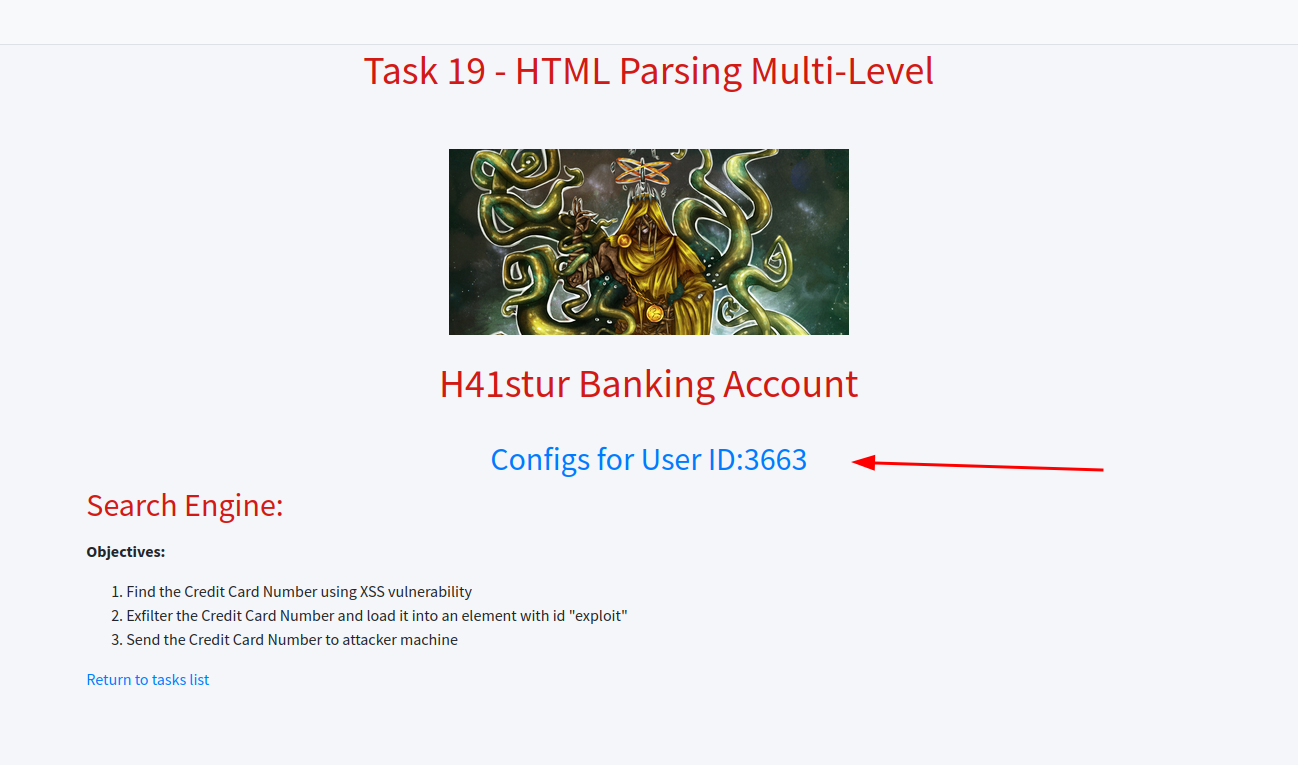 Task 19 - HTML Parsing Multi-Level
H41stur Banking Account
Configs for User ID:3663
Search Engine:
Objectives:
1. Find the Credit Card Number using XSS vulnerability
2. Exfilter the Credit Card Number and load it into an element with id "exploit"
3. Send the Credit Card Number to attacker machine
Return to tasks list